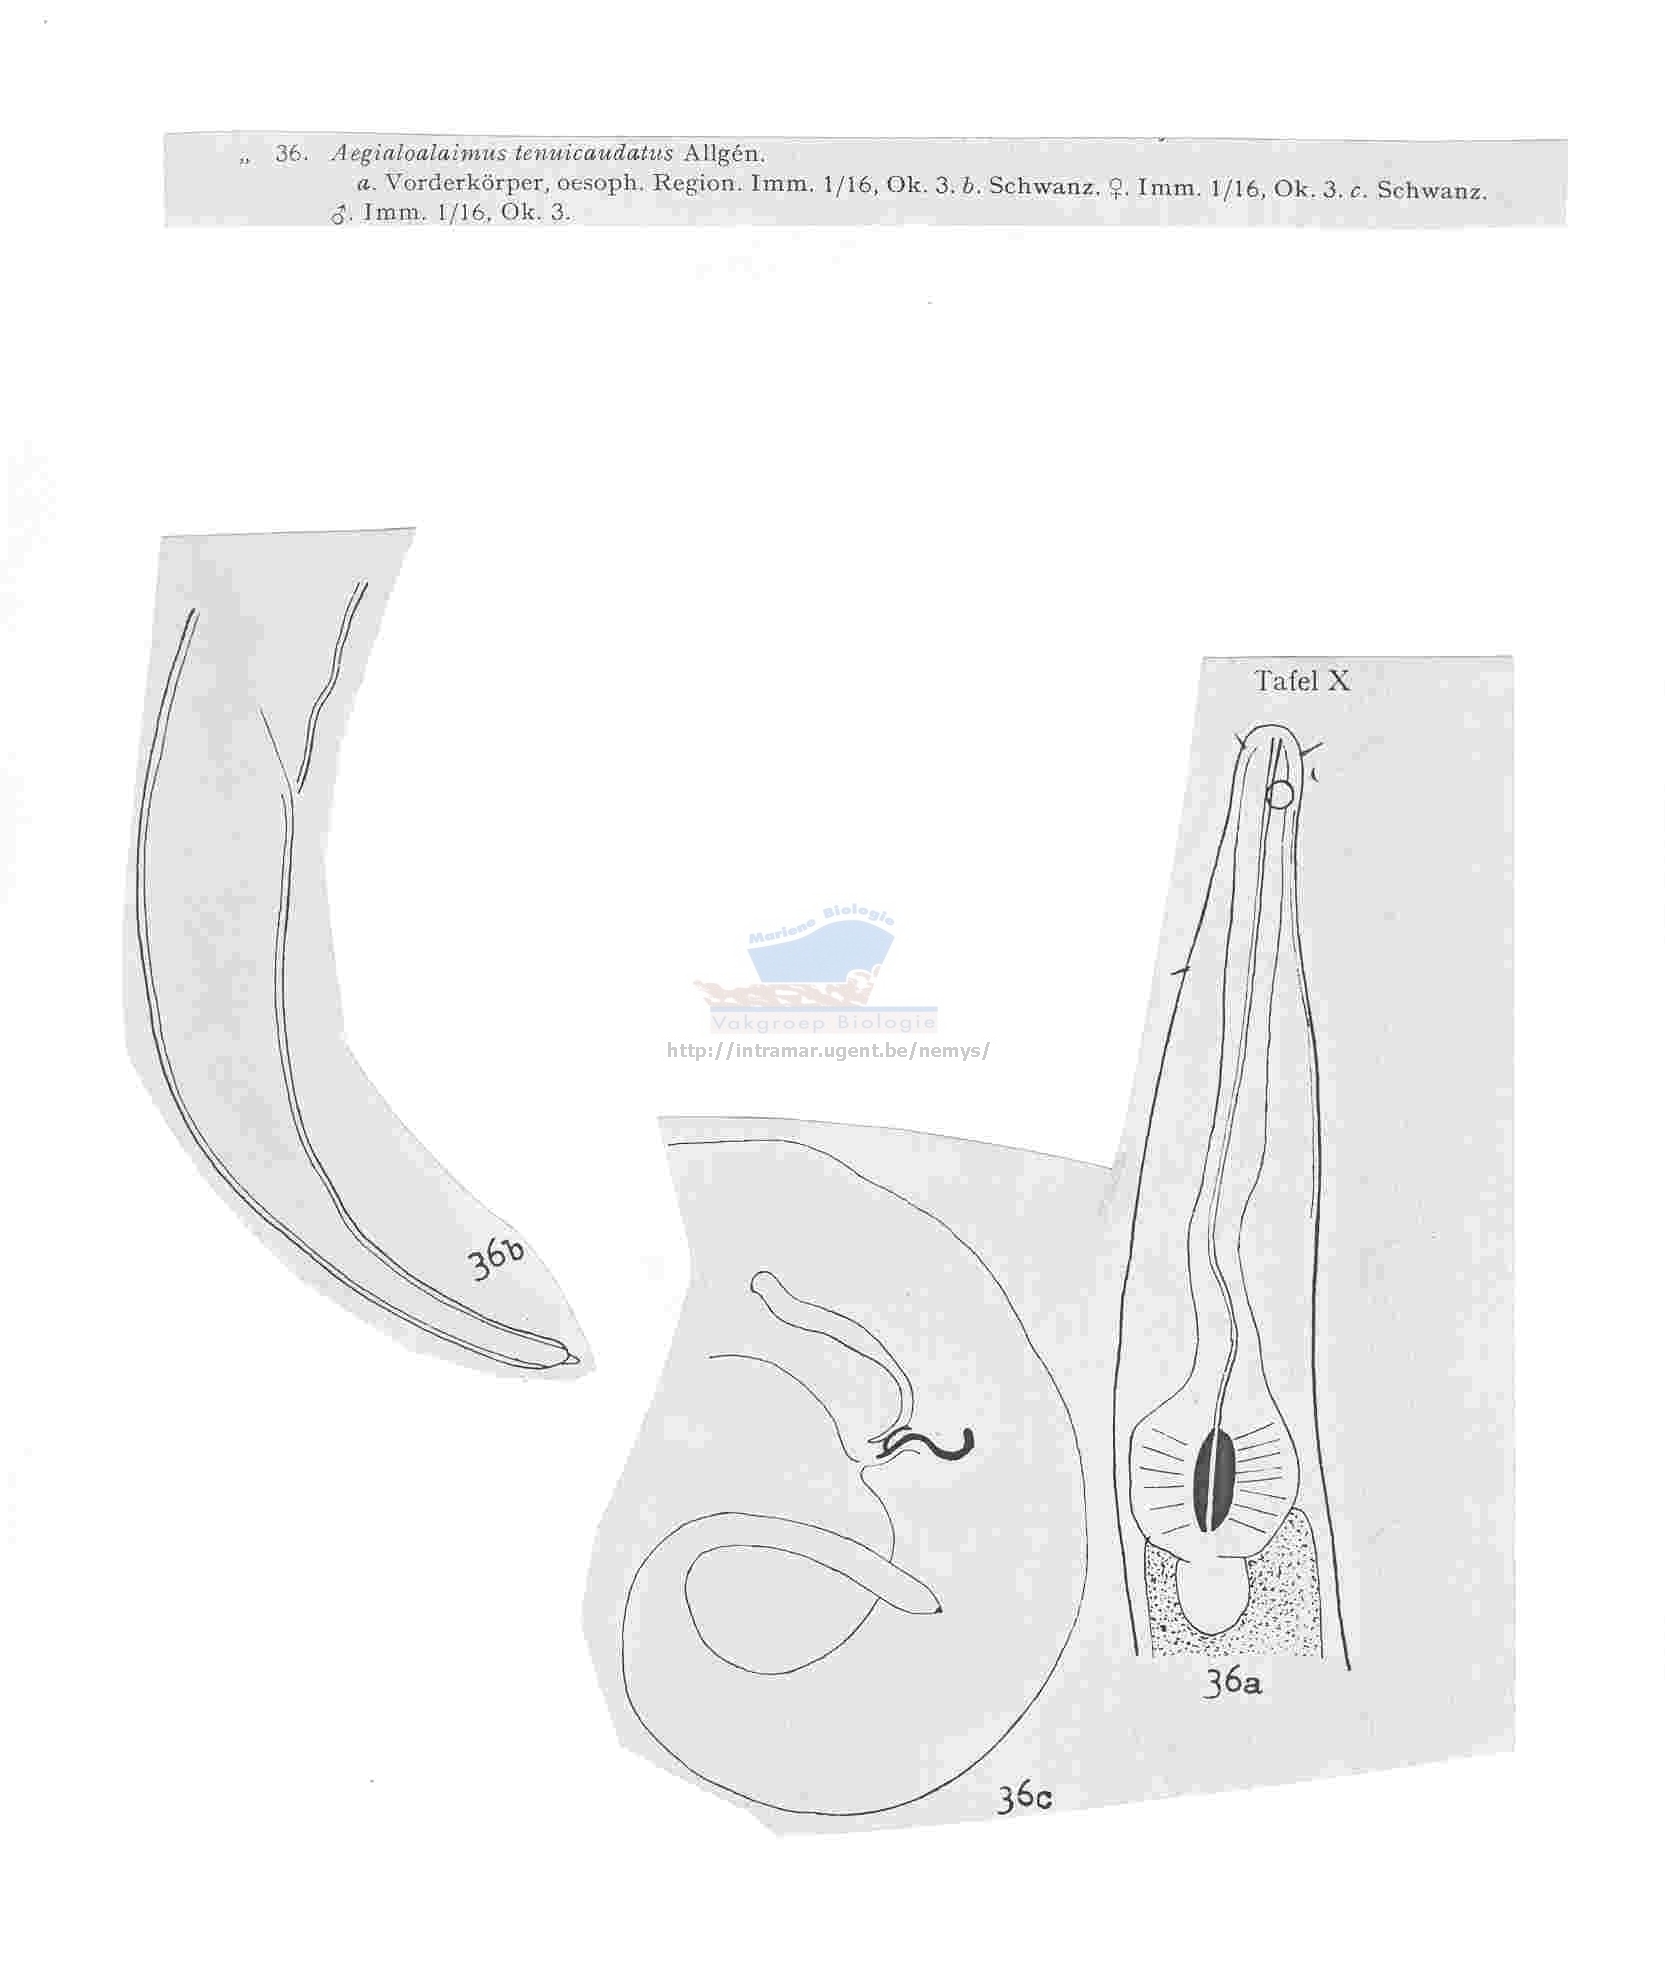 „ 36. Aegialoalaimus tenuicaudatus Allgén.
a. Vorderkörper, oesoph. Region. Imm. 1/16, Ok. 3. b. Schwanz. ♀. Imm. 1/16, Ok. 3. c. Schwanz.
♂. Imm. 1/16, Ok. 3.
Tafel X
Mariene Biologie
Vakgroep Biologie
http://intramar.ugent.be/nemys/
36b
36a
36c